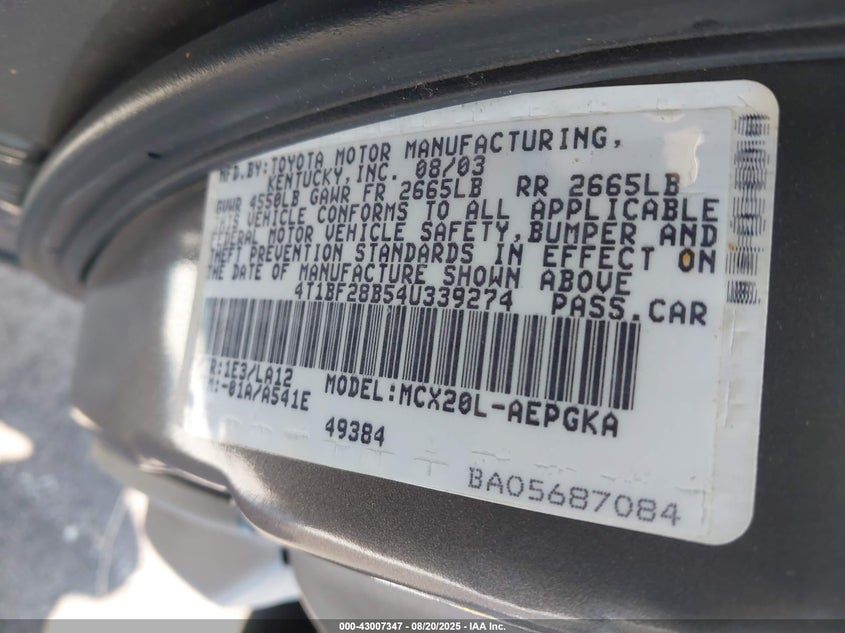 MFD.BY:TOYOTA MOTOR MANUFACTURING,
KENTUCKY,INC. 08/03
GVWR 4550LB GAWR FR 2665LB RR 2665LB
THIS VEHICLE CONFORMS TO ALL APPLICABLE
FEDERAL MOTOR VEHICLE SAFETY,BUMPER AND
THEFT PREVENTION STANDARDS IN EFFECT ON
THE DATE OF MANUFACTURE SHOWN ABOVE
4T1BF28B54U339274 PASS.CAR
R:1E3/LA12
M:-01A/A541E
MODEL:MCX20L-AEPGKA
49384
BA05687084
000-43007347 - 08/20/2025 - IAA Inc.